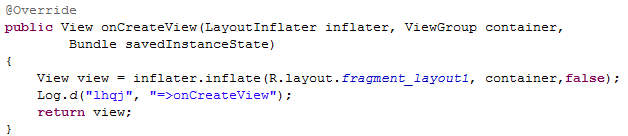 @Override
public View onCreateView(LayoutInflater inflater, ViewGroup container,
        Bundle savedInstanceState)
{
    View view = inflater.inflate(R.layout.fragment_layout1, container,false);
    Log.d("lhqj", "=>onCreateView");
    return view;
}